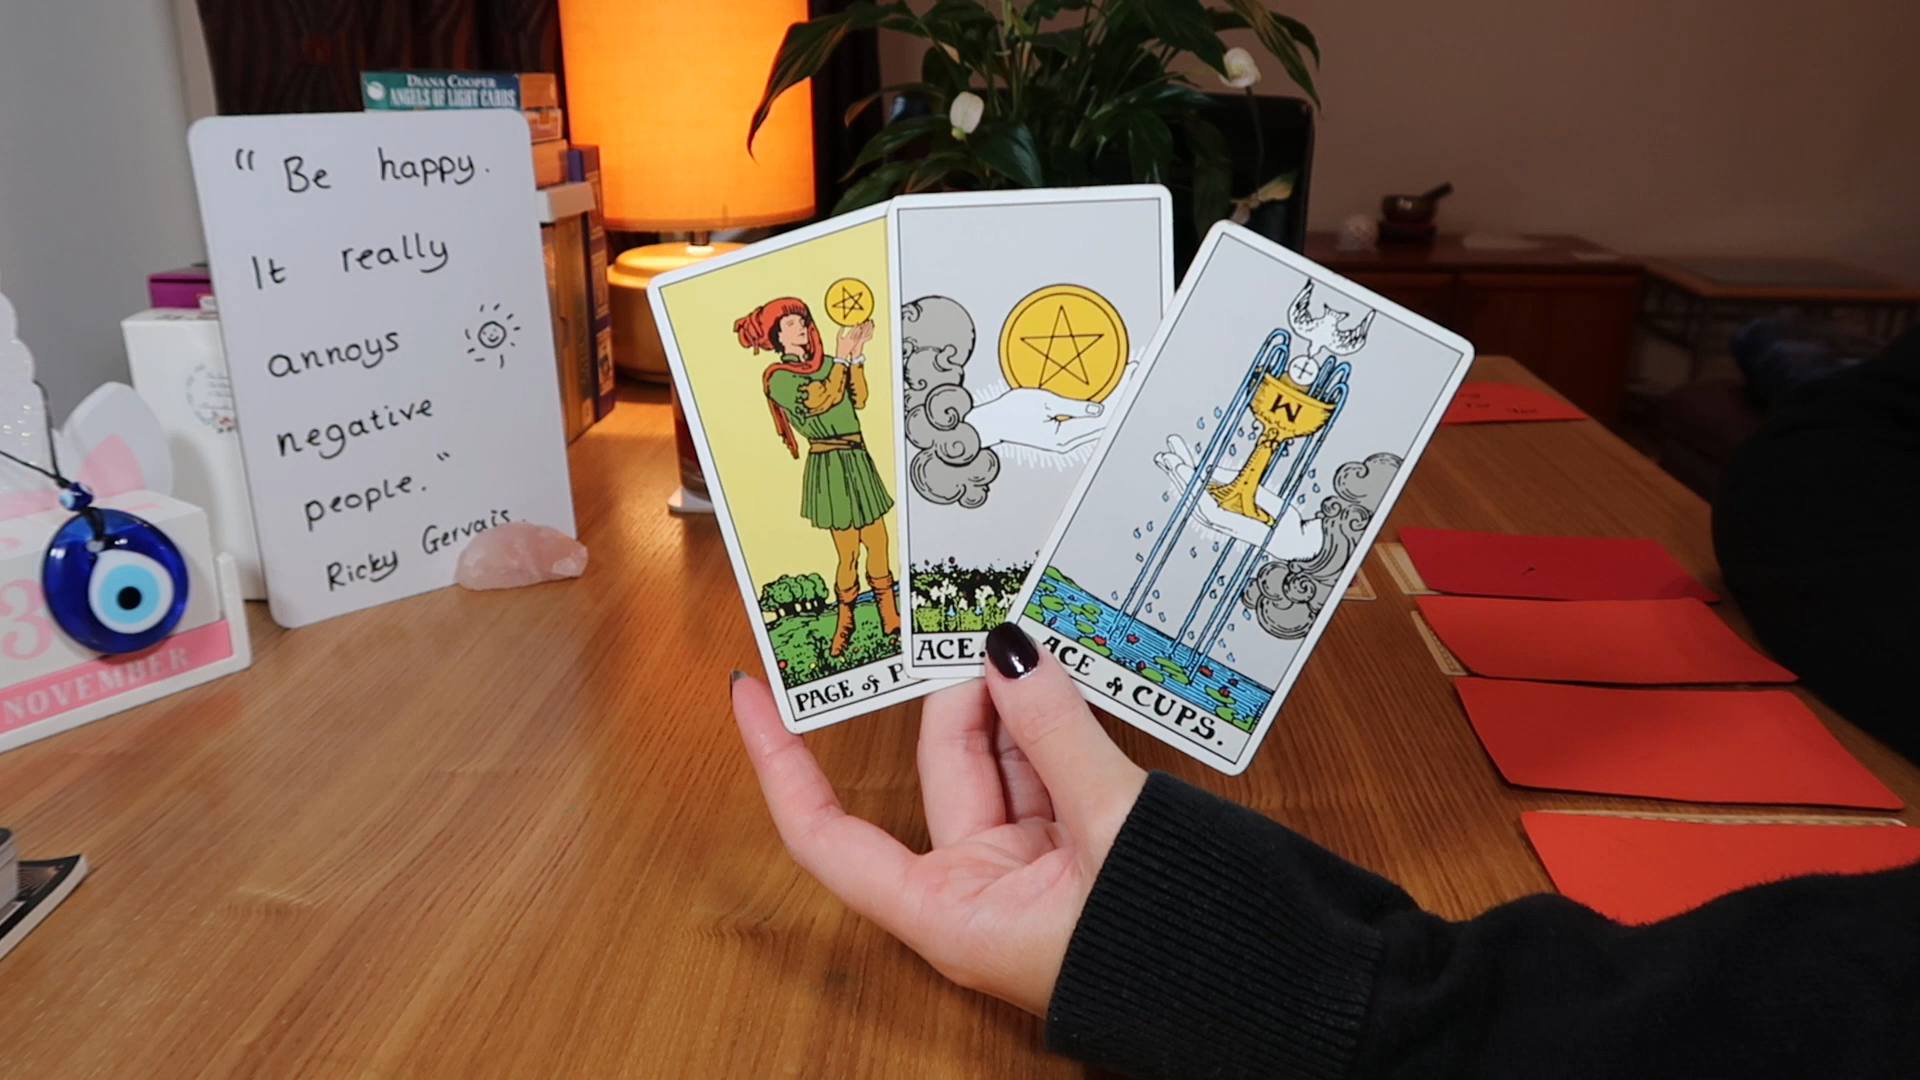 DIANA COOPER
ANGELS OF LIGHT CARDS
“ Be happy.
It really
annoys
negative
people. “
Ricky Gervais.
3
NOVEMBER
PAGE of P
ACE.
ACE of CUPS.
W